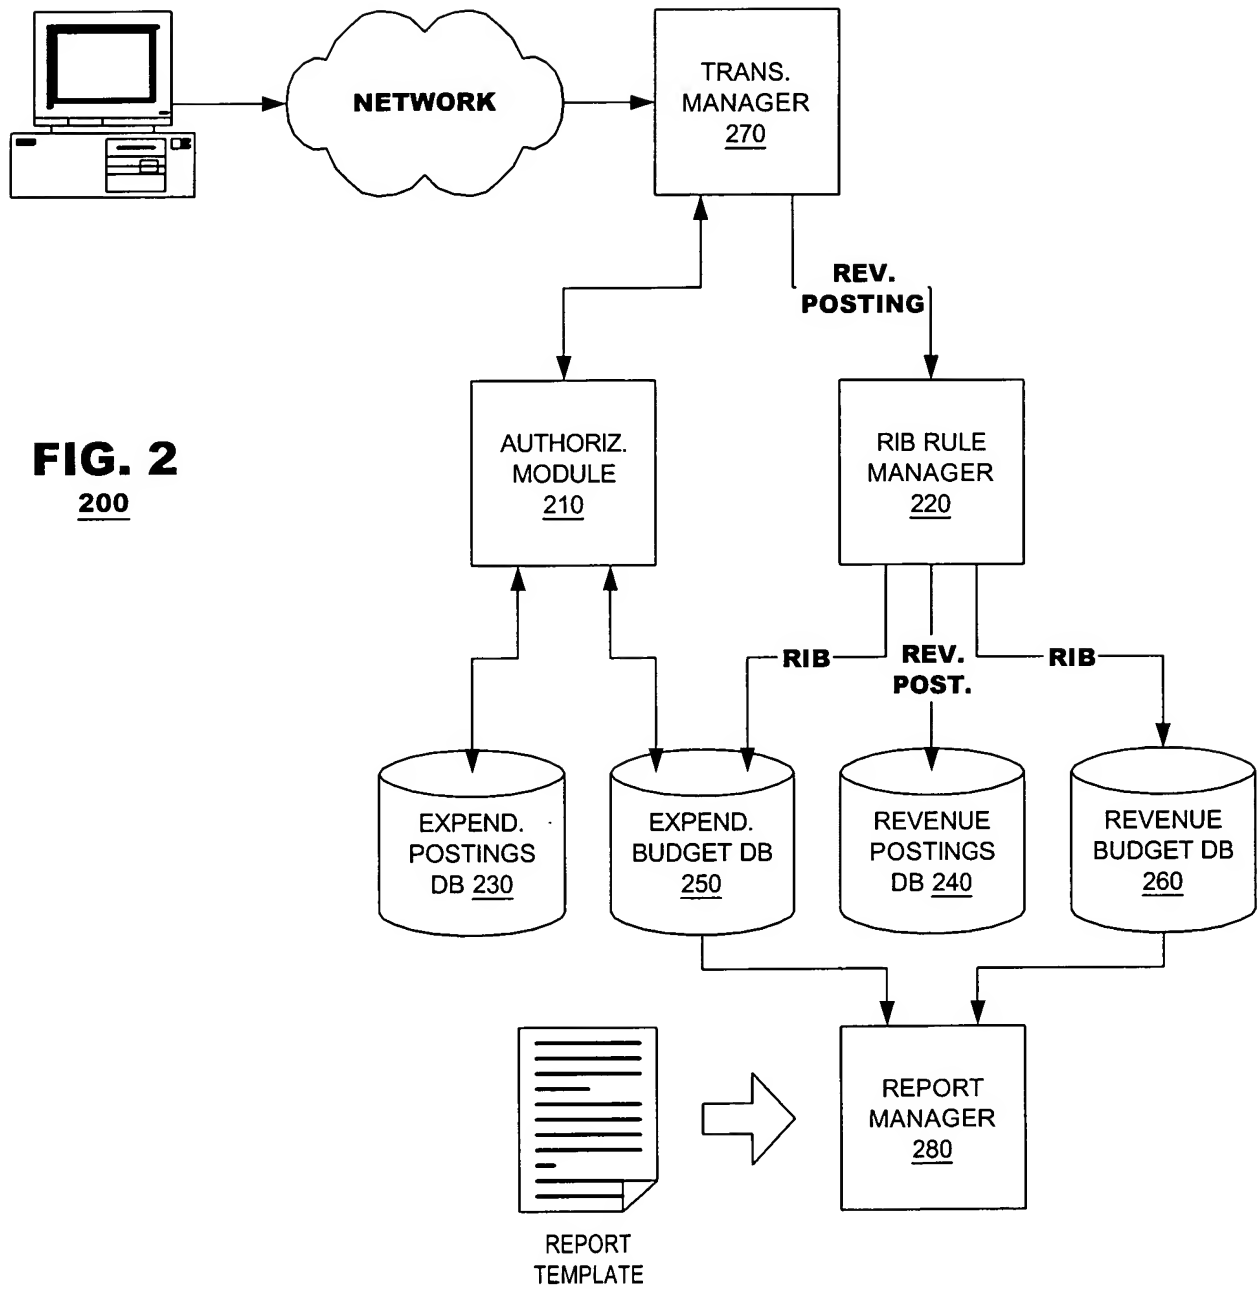 NETWORK
TRANS.
MANAGER
270
REV.
POSTING
FIG. 2
200
AUTHORIZ.
MODULE
210
RIB RULE
MANAGER
220
RIB
REV.
POST.
RIB
EXPEND.
POSTINGS
DB 230
EXPEND.
BUDGET DB
250
REVENUE
POSTINGS
DB 240
REVENUE
BUDGET DB
260
REPORT
MANAGER
280
REPORT
TEMPLATE